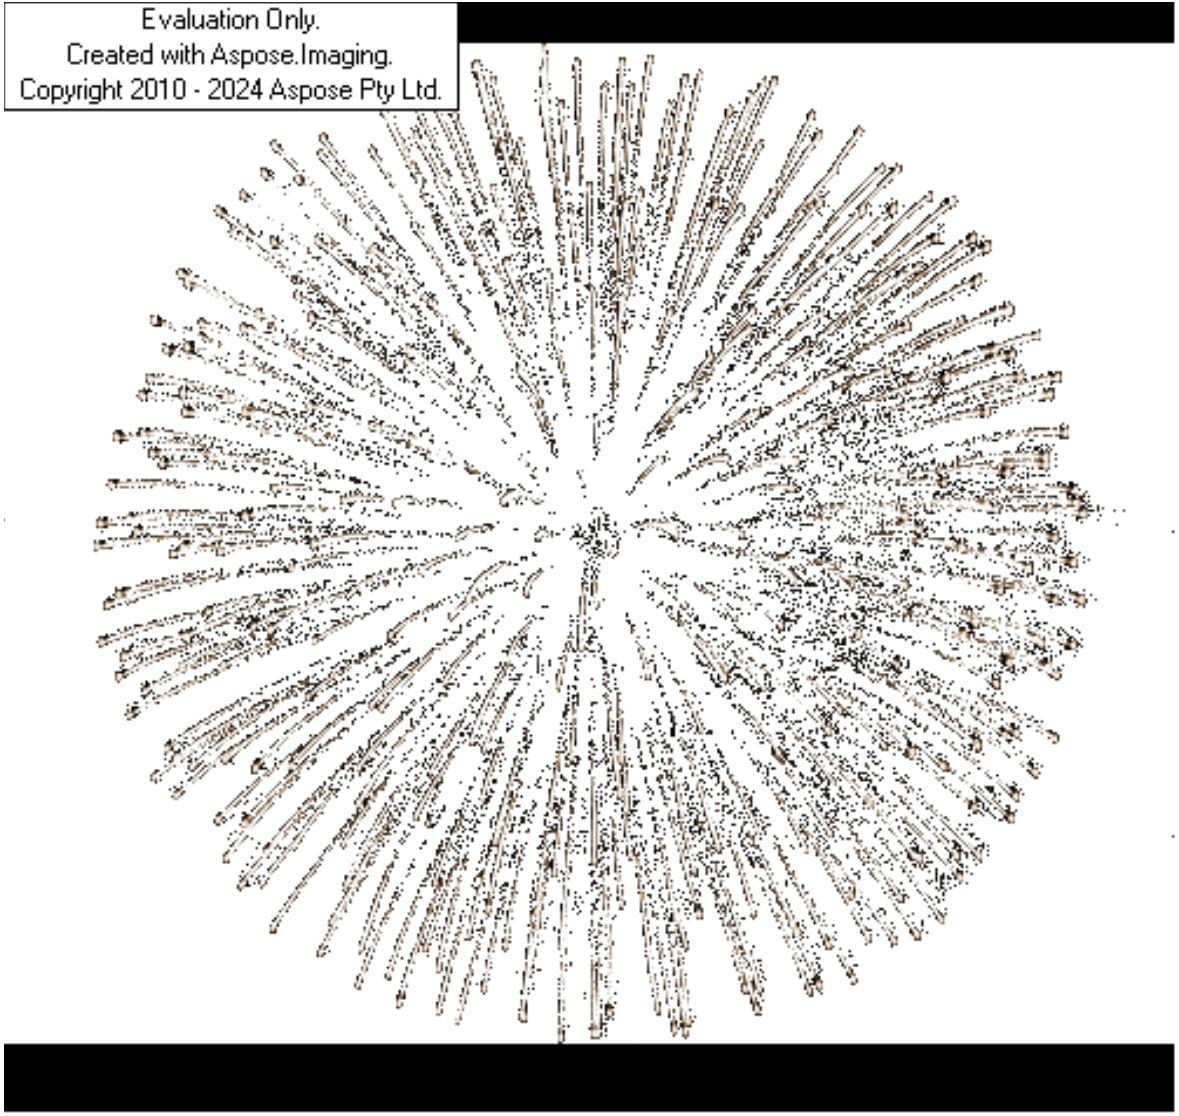 Evaluation Only.
Created with Aspose.Imaging.
Copyright 2010 - 2024 Aspose Pty Ltd.